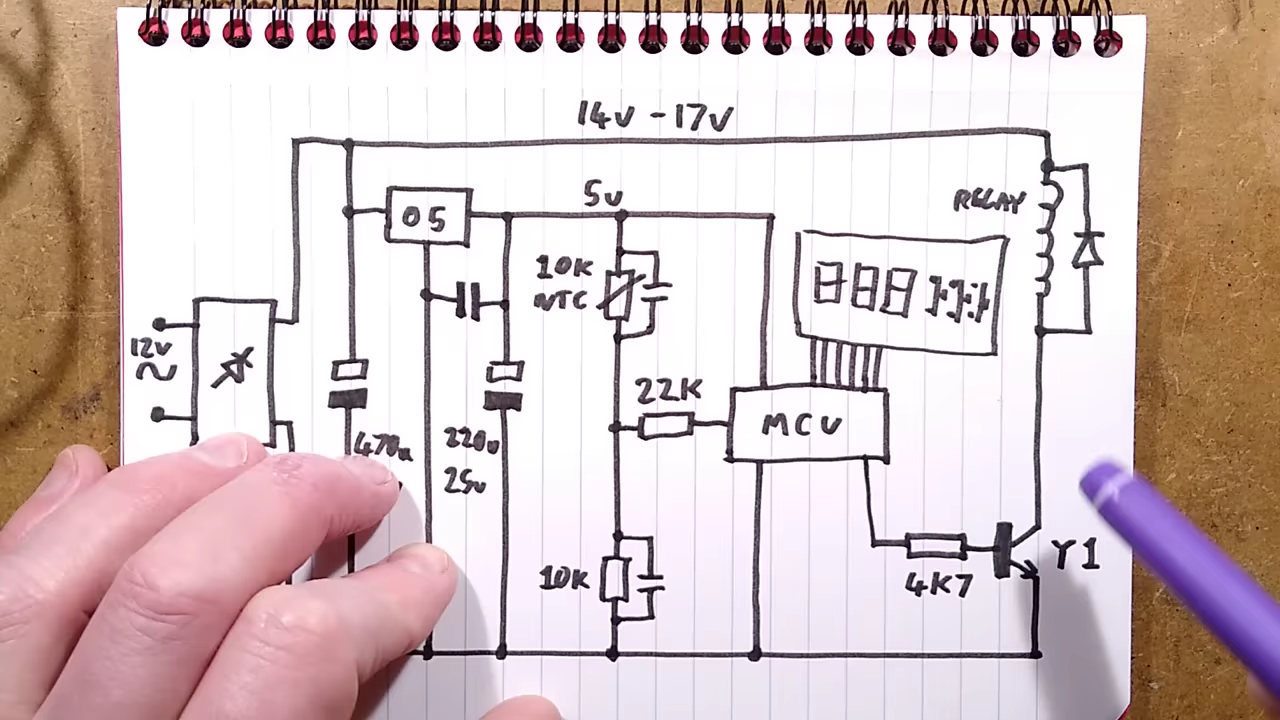 14v - 17v
5v
05
RELAY
10K
NTC
12v
22K
MCU
470u
220u
25v
10K
4K7
Y1